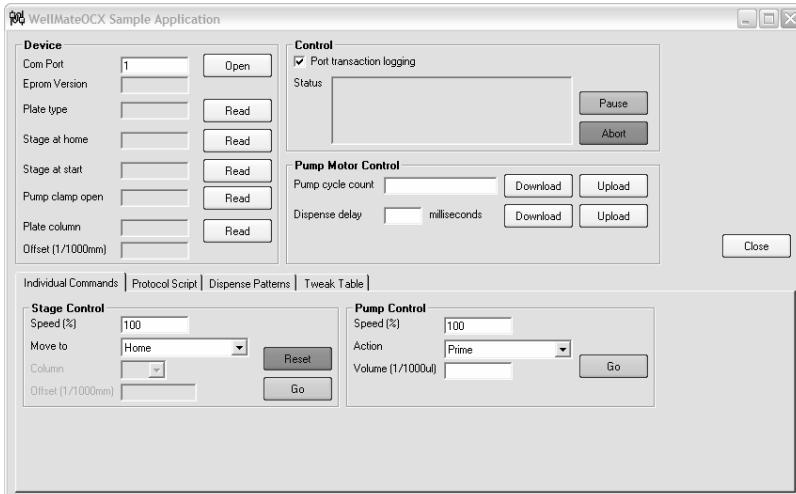 WellMateOCX Sample Application
Device
Com Port 1 Open
Eprom Version
Plate type Read
Stage at home Read
Stage at start Read
Pump clamp open Read
Plate column Read
Offset (1/1000mm)
Control
Port transaction logging
Status
Pause
Abort
Pump Motor Control
Pump cycle count Download Upload
Dispense delay milliseconds Download Upload
Close
Individual Commands Protocol Script Dispense Patterns Tweak Table
Stage Control
Speed (%) 100
Move to Home
Column
Offset (1/1000mm)
Reset
Go
Pump Control
Speed (%) 100
Action Prime
Volume (1/1000ul)
Go